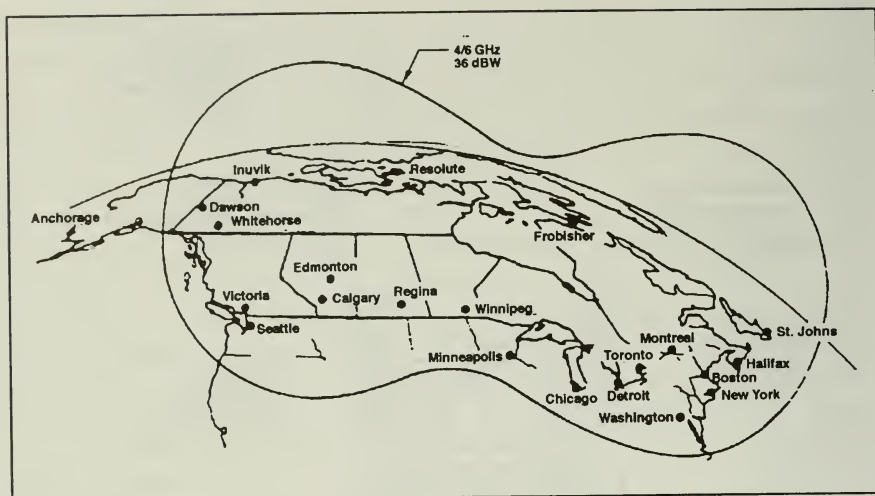 4/6 GHz
36 dBW
Inuvik
Resolute
Dawson
Anchorage
Whitehorse
Frobisher
Edmonton
Victoria
Calgary
Regina
Winnipeg
Seattle
St. Johns
Montreal
Minneapolis
Toronto
Halifax
Boston
Chicago
Detroit
New York
Washington